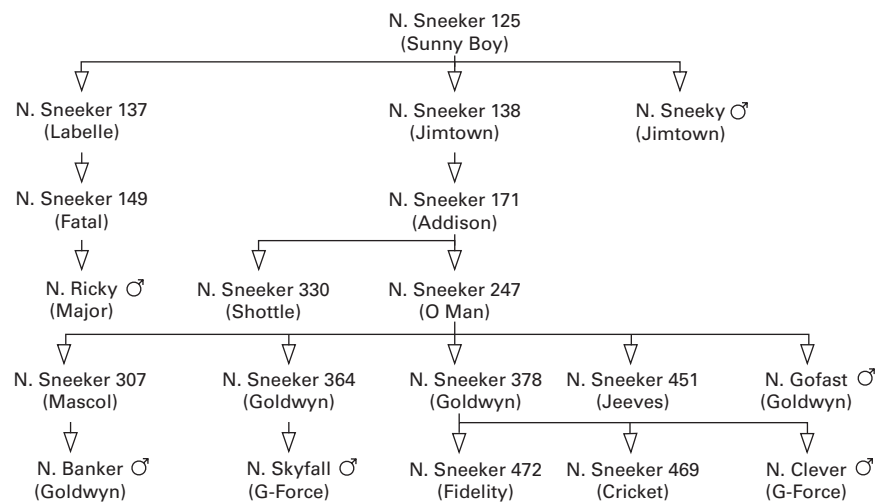 N. Sneeker 125
(Sunny Boy)
N. Sneeker 137
(Labelle)
N. Sneeker 138
(Jimtown)
N. Sneeky ♂
(Jimtown)
N. Sneeker 149
(Fatal)
N. Sneeker 171
(Addison)
N. Ricky ♂
(Major)
N. Sneeker 330
(Shottle)
N. Sneeker 247
(O Man)
N. Sneeker 307
(Mascol)
N. Sneeker 364
(Goldwyn)
N. Sneeker 378
(Goldwyn)
N. Sneeker 451
(Jeeves)
N. Gofast ♂
(Goldwyn)
N. Banker ♂
(Goldwyn)
N. Skyfall ♂
(G-Force)
N. Sneeker 472
(Fidelity)
N. Sneeker 469
(Cricket)
N. Clever ♂
(G-Force)